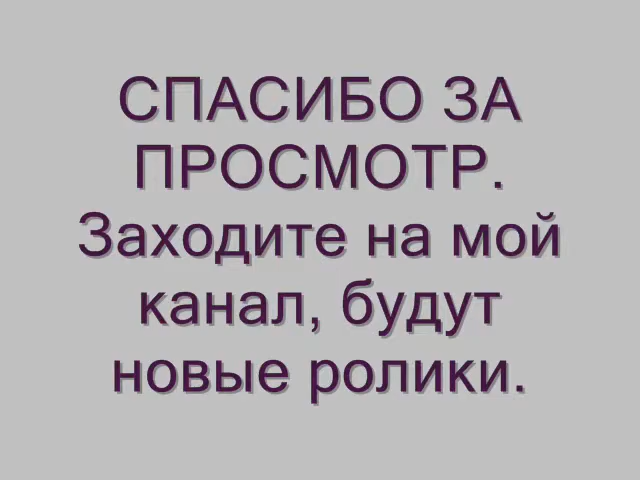 СПАСИБО ЗА
ПРОСМОТР.
Заходите на мой
канал, будут
новые ролики.